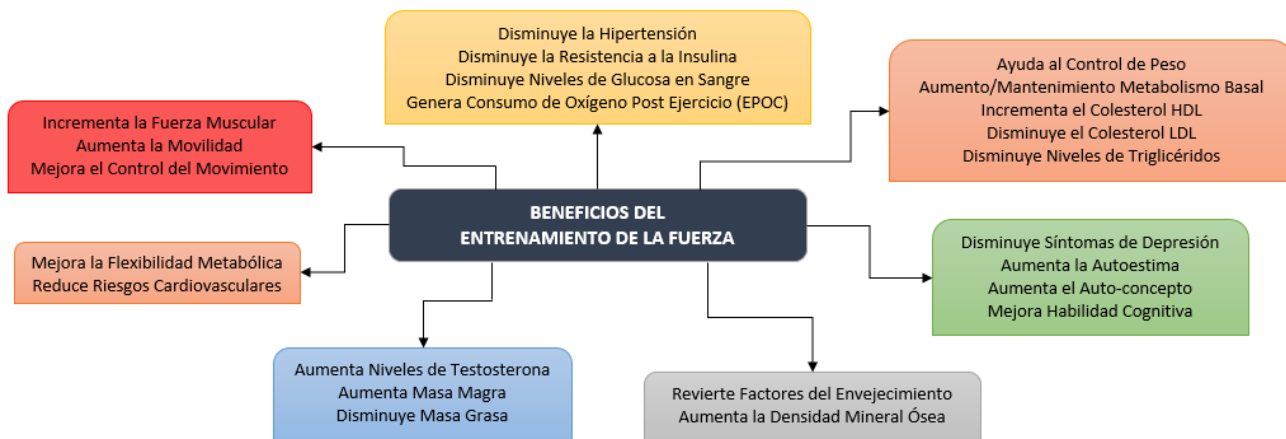 Disminuye la Hipertensión
Disminuye la Resistencia a la Insulina
Disminuye Niveles de Glucosa en Sangre
Genera Consumo de Oxígeno Post Ejercicio (EPOC)
Ayuda al Control de Peso
Aumento/Mantenimiento Metabolismo Basal
Incrementa el Colesterol HDL
Disminuye el Colesterol LDL
Disminuye Niveles de Triglicéridos
Incrementa la Fuerza Muscular
Aumenta la Movilidad
Mejora el Control del Movimiento
BENEFICIOS DEL
ENTRENAMIENTO DE LA FUERZA
Mejora la Flexibilidad Metabólica
Reduce Riesgos Cardiovasculares
Disminuye Síntomas de Depresión
Aumenta la Autoestima
Aumenta el Auto-concepto
Mejora Habilidad Cognitiva
Aumenta Niveles de Testosterona
Aumenta Masa Magra
Disminuye Masa Grasa
Revierte Factores del Envejecimiento
Aumenta la Densidad Mineral Ósea